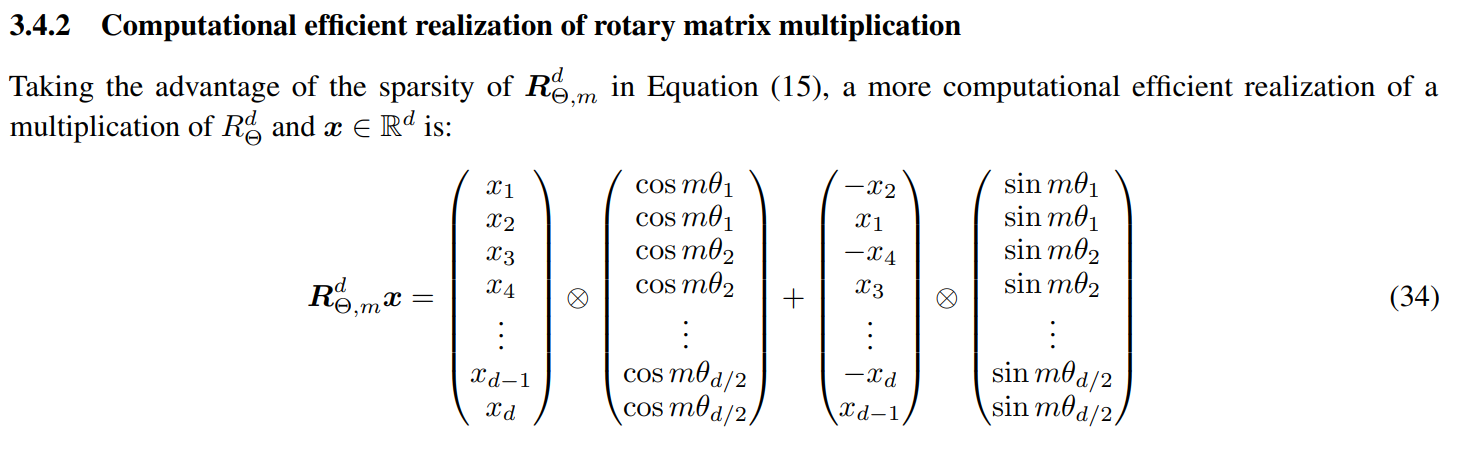 3.4.2 Computational efficient realization of rotary matrix multiplication
Taking the advantage of the sparsity of $\boldsymbol{R}^d_{\Theta,m}$ in Equation (15), a more computational efficient realization of a
multiplication of $R^d_{\Theta}$ and $\boldsymbol{x} \in \mathbb{R}^d$ is:
$$\boldsymbol{R}^d_{\Theta,m}\boldsymbol{x} = \begin{pmatrix} x_1 \\ x_2 \\ x_3 \\ x_4 \\ \vdots \\ x_{d-1} \\ x_d \end{pmatrix} \otimes \begin{pmatrix} \cos m\theta_1 \\ \cos m\theta_1 \\ \cos m\theta_2 \\ \cos m\theta_2 \\ \vdots \\ \cos m\theta_{d/2} \\ \cos m\theta_{d/2} \end{pmatrix} + \begin{pmatrix} -x_2 \\ x_1 \\ -x_4 \\ x_3 \\ \vdots \\ -x_d \\ x_{d-1} \end{pmatrix} \otimes \begin{pmatrix} \sin m\theta_1 \\ \sin m\theta_1 \\ \sin m\theta_2 \\ \sin m\theta_2 \\ \vdots \\ \sin m\theta_{d/2} \\ \sin m\theta_{d/2} \end{pmatrix} \quad (34)$$